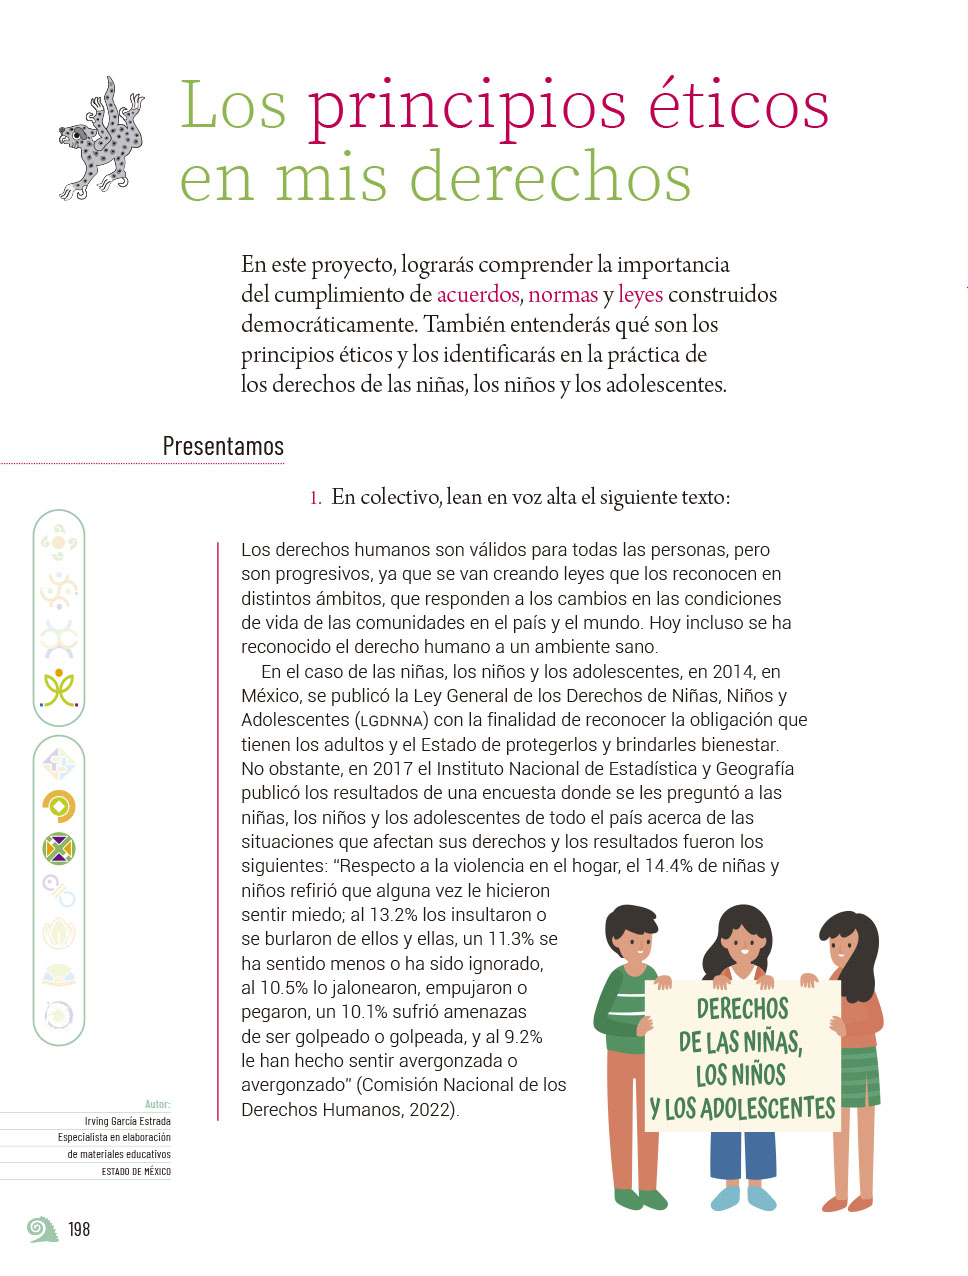 Los principios éticos
en mis derechos
En este proyecto, lograrás comprender la importancia
del cumplimiento de acuerdos, normas y leyes construidos
democráticamente. También entenderás qué son los
principios éticos y los identificarás en la práctica de
los derechos de las niñas, los niños y los adolescentes.
Presentamos
1. En colectivo, lean en voz alta el siguiente texto:
Los derechos humanos son válidos para todas las personas, pero
son progresivos, ya que se van creando leyes que los reconocen en
distintos ámbitos, que responden a los cambios en las condiciones
de vida de las comunidades en el país y el mundo. Hoy incluso se ha
reconocido el derecho humano a un ambiente sano.
En el caso de las niñas, los niños y los adolescentes, en 2014, en
México, se publicó la Ley General de los Derechos de Niñas, Niños y
Adolescentes (LGDNNA) con la finalidad de reconocer la obligación que
tienen los adultos y el Estado de protegerlos y brindarles bienestar.
No obstante, en 2017 el Instituto Nacional de Estadística y Geografía
publicó los resultados de una encuesta donde se les preguntó a las
niñas, los niños y los adolescentes de todo el país acerca de las
situaciones que afectan sus derechos y los resultados fueron los
siguientes: “Respecto a la violencia en el hogar, el 14.4% de niñas y
niños refirió que alguna vez le hicieron
sentir miedo; al 13.2% los insultaron o
se burlaron de ellos y ellas, un 11.3% se
ha sentido menos o ha sido ignorado,
al 10.5% lo jalonearon, empujaron o
pegaron, un 10.1% sufrió amenazas
de ser golpeado o golpeada, y al 9.2%
le han hecho sentir avergonzada o
avergonzado” (Comisión Nacional de los
Derechos Humanos, 2022).
DERECHOS
DE LAS NIÑAS,
LOS NIÑOS
Y LOS ADOLESCENTES
Autor:
Irving García Estrada
Especialista en elaboración
de materiales educativos
ESTADO DE MÉXICO
198